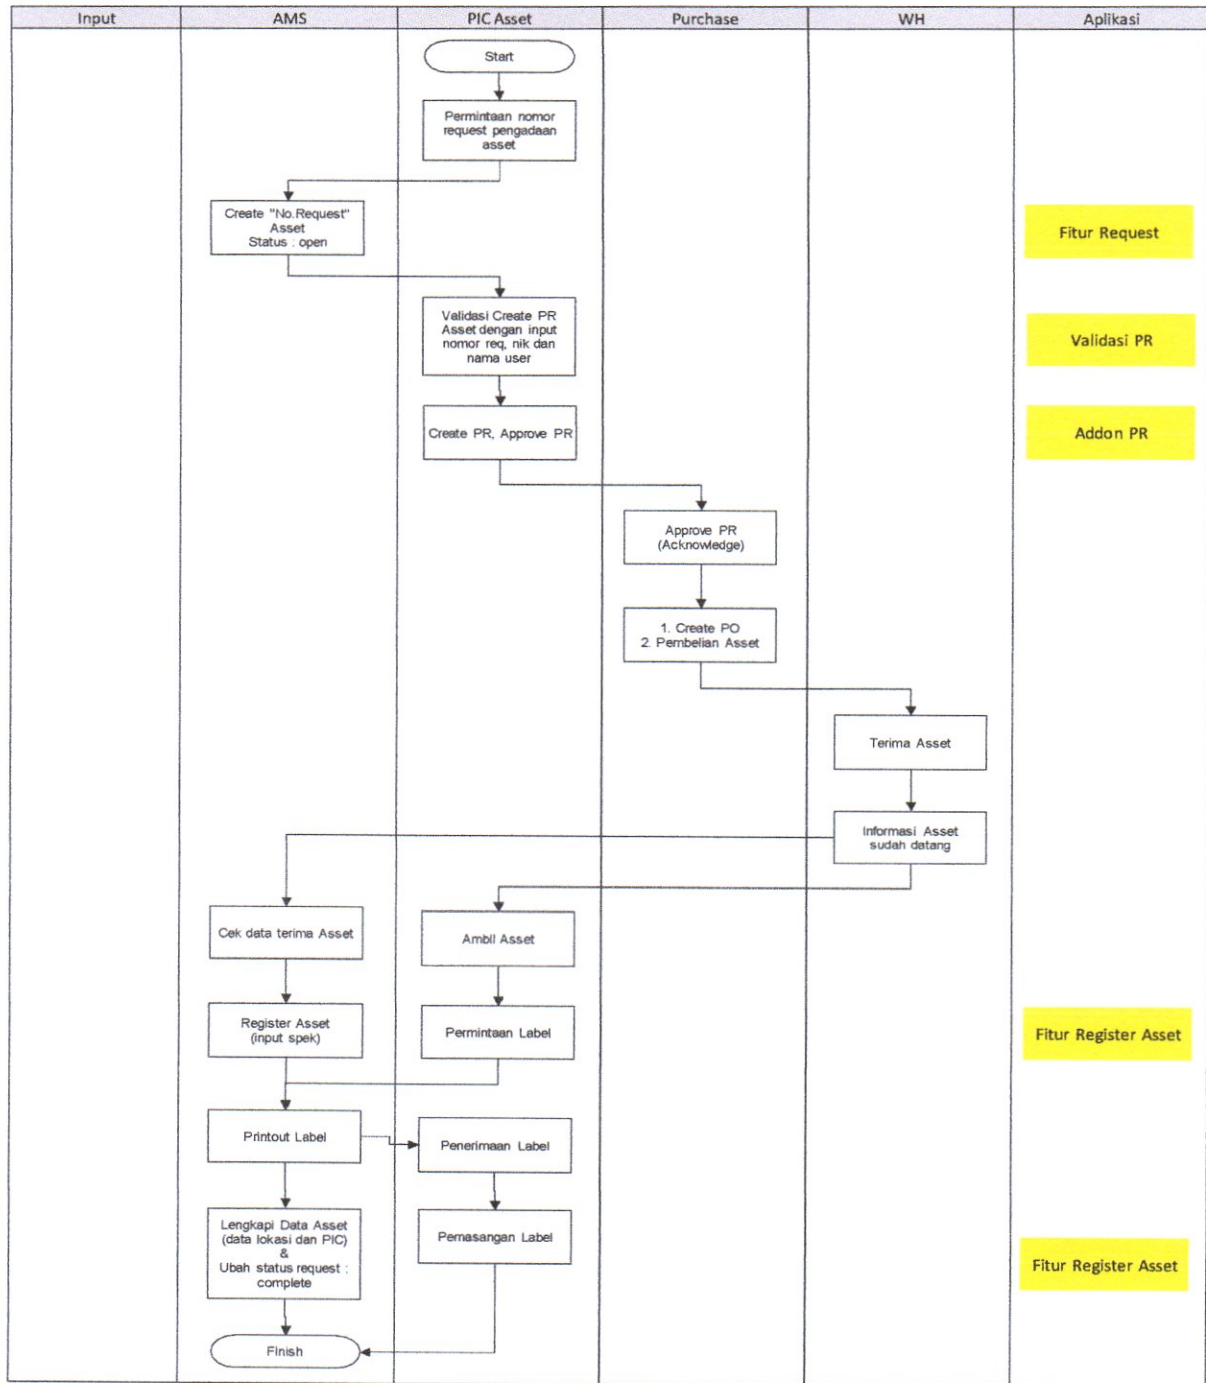 Input
AMS
PIC Asset
Purchase
WH
Aplikasi
Start
Permintaan nomor
request pengadaan
asset
Create "No.Request"
Asset
Status : open
Fitur Request
Validasi Create PR
Asset dengan input
nomor req, nik dan
nama user
Validasi PR
Create PR, Approve PR
Addon PR
Approve PR
(Acknowledge)
1. Create PO
2. Pembelian Asset
Terima Asset
Informasi Asset
sudah datang
Cek data terima Asset
Ambil Asset
Register Asset
(input spek)
Permintaan Label
Fitur Register Asset
Printout Label
Penerimaan Label
Lengkapi Data Asset
(data lokasi dan PIC)
&
Ubah status request :
complete
Pemasangan Label
Fitur Register Asset
Finish